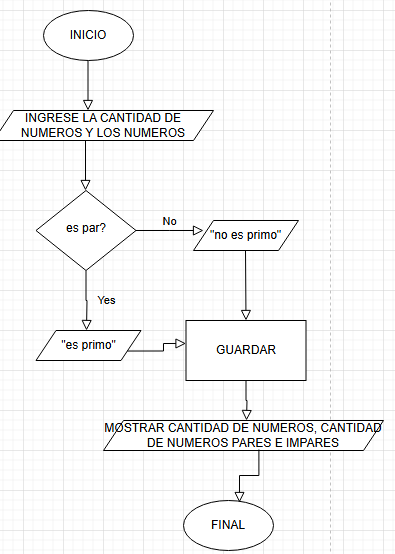 INICIO
INGRESE LA CANTIDAD DE
NUMEROS Y LOS NUMEROS
es par?
No
"no es primo"
Yes
"es primo"
GUARDAR
MOSTRAR CANTIDAD DE NUMEROS, CANTIDAD
DE NUMEROS PARES E IMPARES
FINAL